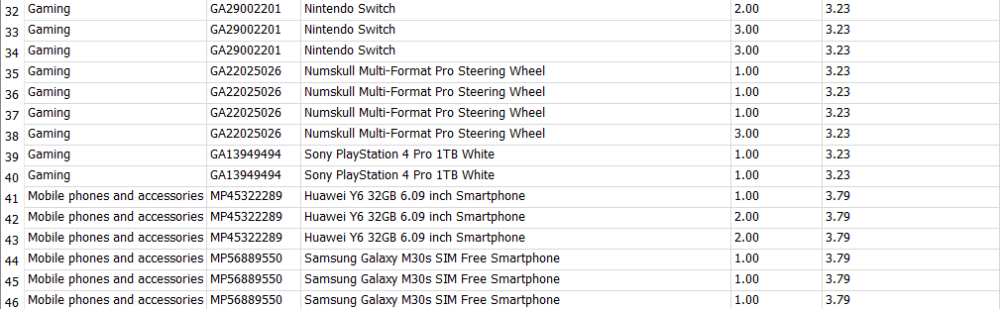 32 Gaming GA29002201 Nintendo Switch 2.00 3.23
33 Gaming GA29002201 Nintendo Switch 3.00 3.23
34 Gaming GA29002201 Nintendo Switch 3.00 3.23
35 Gaming GA22025026 Numskull Multi-Format Pro Steering Wheel 1.00 3.23
36 Gaming GA22025026 Numskull Multi-Format Pro Steering Wheel 1.00 3.23
37 Gaming GA22025026 Numskull Multi-Format Pro Steering Wheel 1.00 3.23
38 Gaming GA22025026 Numskull Multi-Format Pro Steering Wheel 3.00 3.23
39 Gaming GA13949494 Sony PlayStation 4 Pro 1TB White 1.00 3.23
40 Gaming GA13949494 Sony PlayStation 4 Pro 1TB White 1.00 3.23
41 Mobile phones and accessories MP45322289 Huawei Y6 32GB 6.09 inch Smartphone 1.00 3.79
42 Mobile phones and accessories MP45322289 Huawei Y6 32GB 6.09 inch Smartphone 2.00 3.79
43 Mobile phones and accessories MP45322289 Huawei Y6 32GB 6.09 inch Smartphone 2.00 3.79
44 Mobile phones and accessories MP56889550 Samsung Galaxy M30s SIM Free Smartphone 1.00 3.79
45 Mobile phones and accessories MP56889550 Samsung Galaxy M30s SIM Free Smartphone 1.00 3.79
46 Mobile phones and accessories MP56889550 Samsung Galaxy M30s SIM Free Smartphone 1.00 3.79